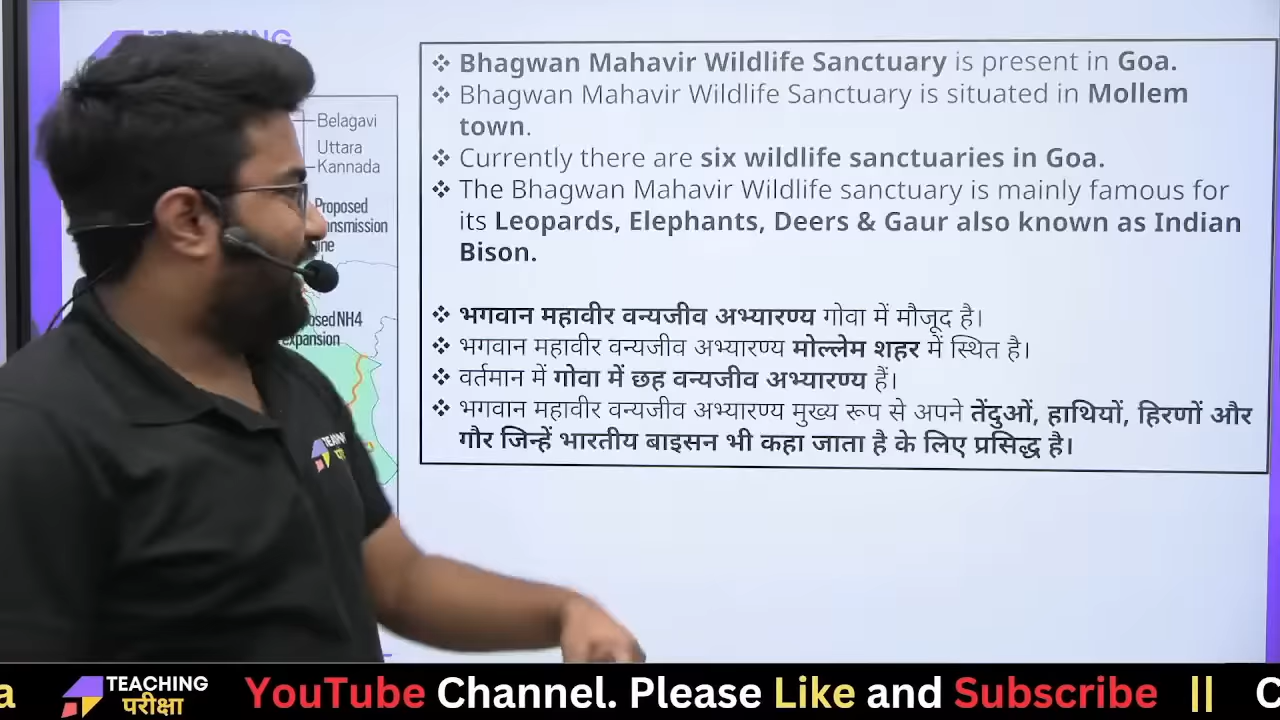 TEACHING
Belagavi
Uttara
Kannada
Proposed
NH4
expansion
❖ Bhagwan Mahavir Wildlife Sanctuary is present in Goa.
❖ Bhagwan Mahavir Wildlife Sanctuary is situated in Mollem
town.
❖ Currently there are six wildlife sanctuaries in Goa.
❖ The Bhagwan Mahavir Wildlife sanctuary is mainly famous for
its Leopards, Elephants, Deers & Gaur also known as Indian
Bison.
❖ भगवान महावीर वन्यजीव अभ्यारण्य गोवा में मौजूद है।
❖ भगवान महावीर वन्यजीव अभ्यारण्य मोल्लेम शहर में स्थित है।
❖ वर्तमान में गोवा में छह वन्यजीव अभ्यारण्य हैं।
❖ भगवान महावीर वन्यजीव अभ्यारण्य मुख्य रूप से अपने तेंदुओं, हाथियों, हिरणों और
गौर जिन्हें भारतीय बाइसन भी कहा जाता है के लिए प्रसिद्ध है।
a TEACHING परीक्षा YouTube Channel. Please Like and Subscribe || C